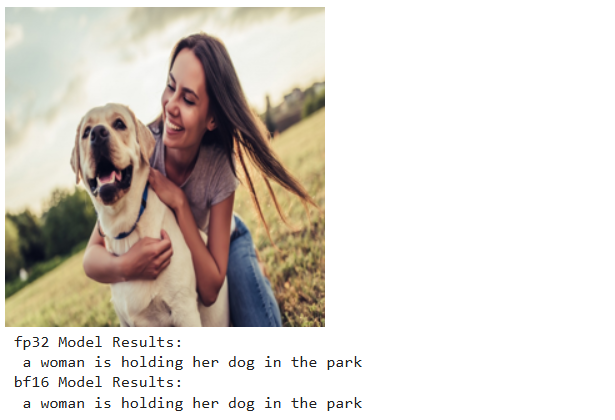 fp32 Model Results:
a woman is holding her dog in the park
bf16 Model Results:
a woman is holding her dog in the park